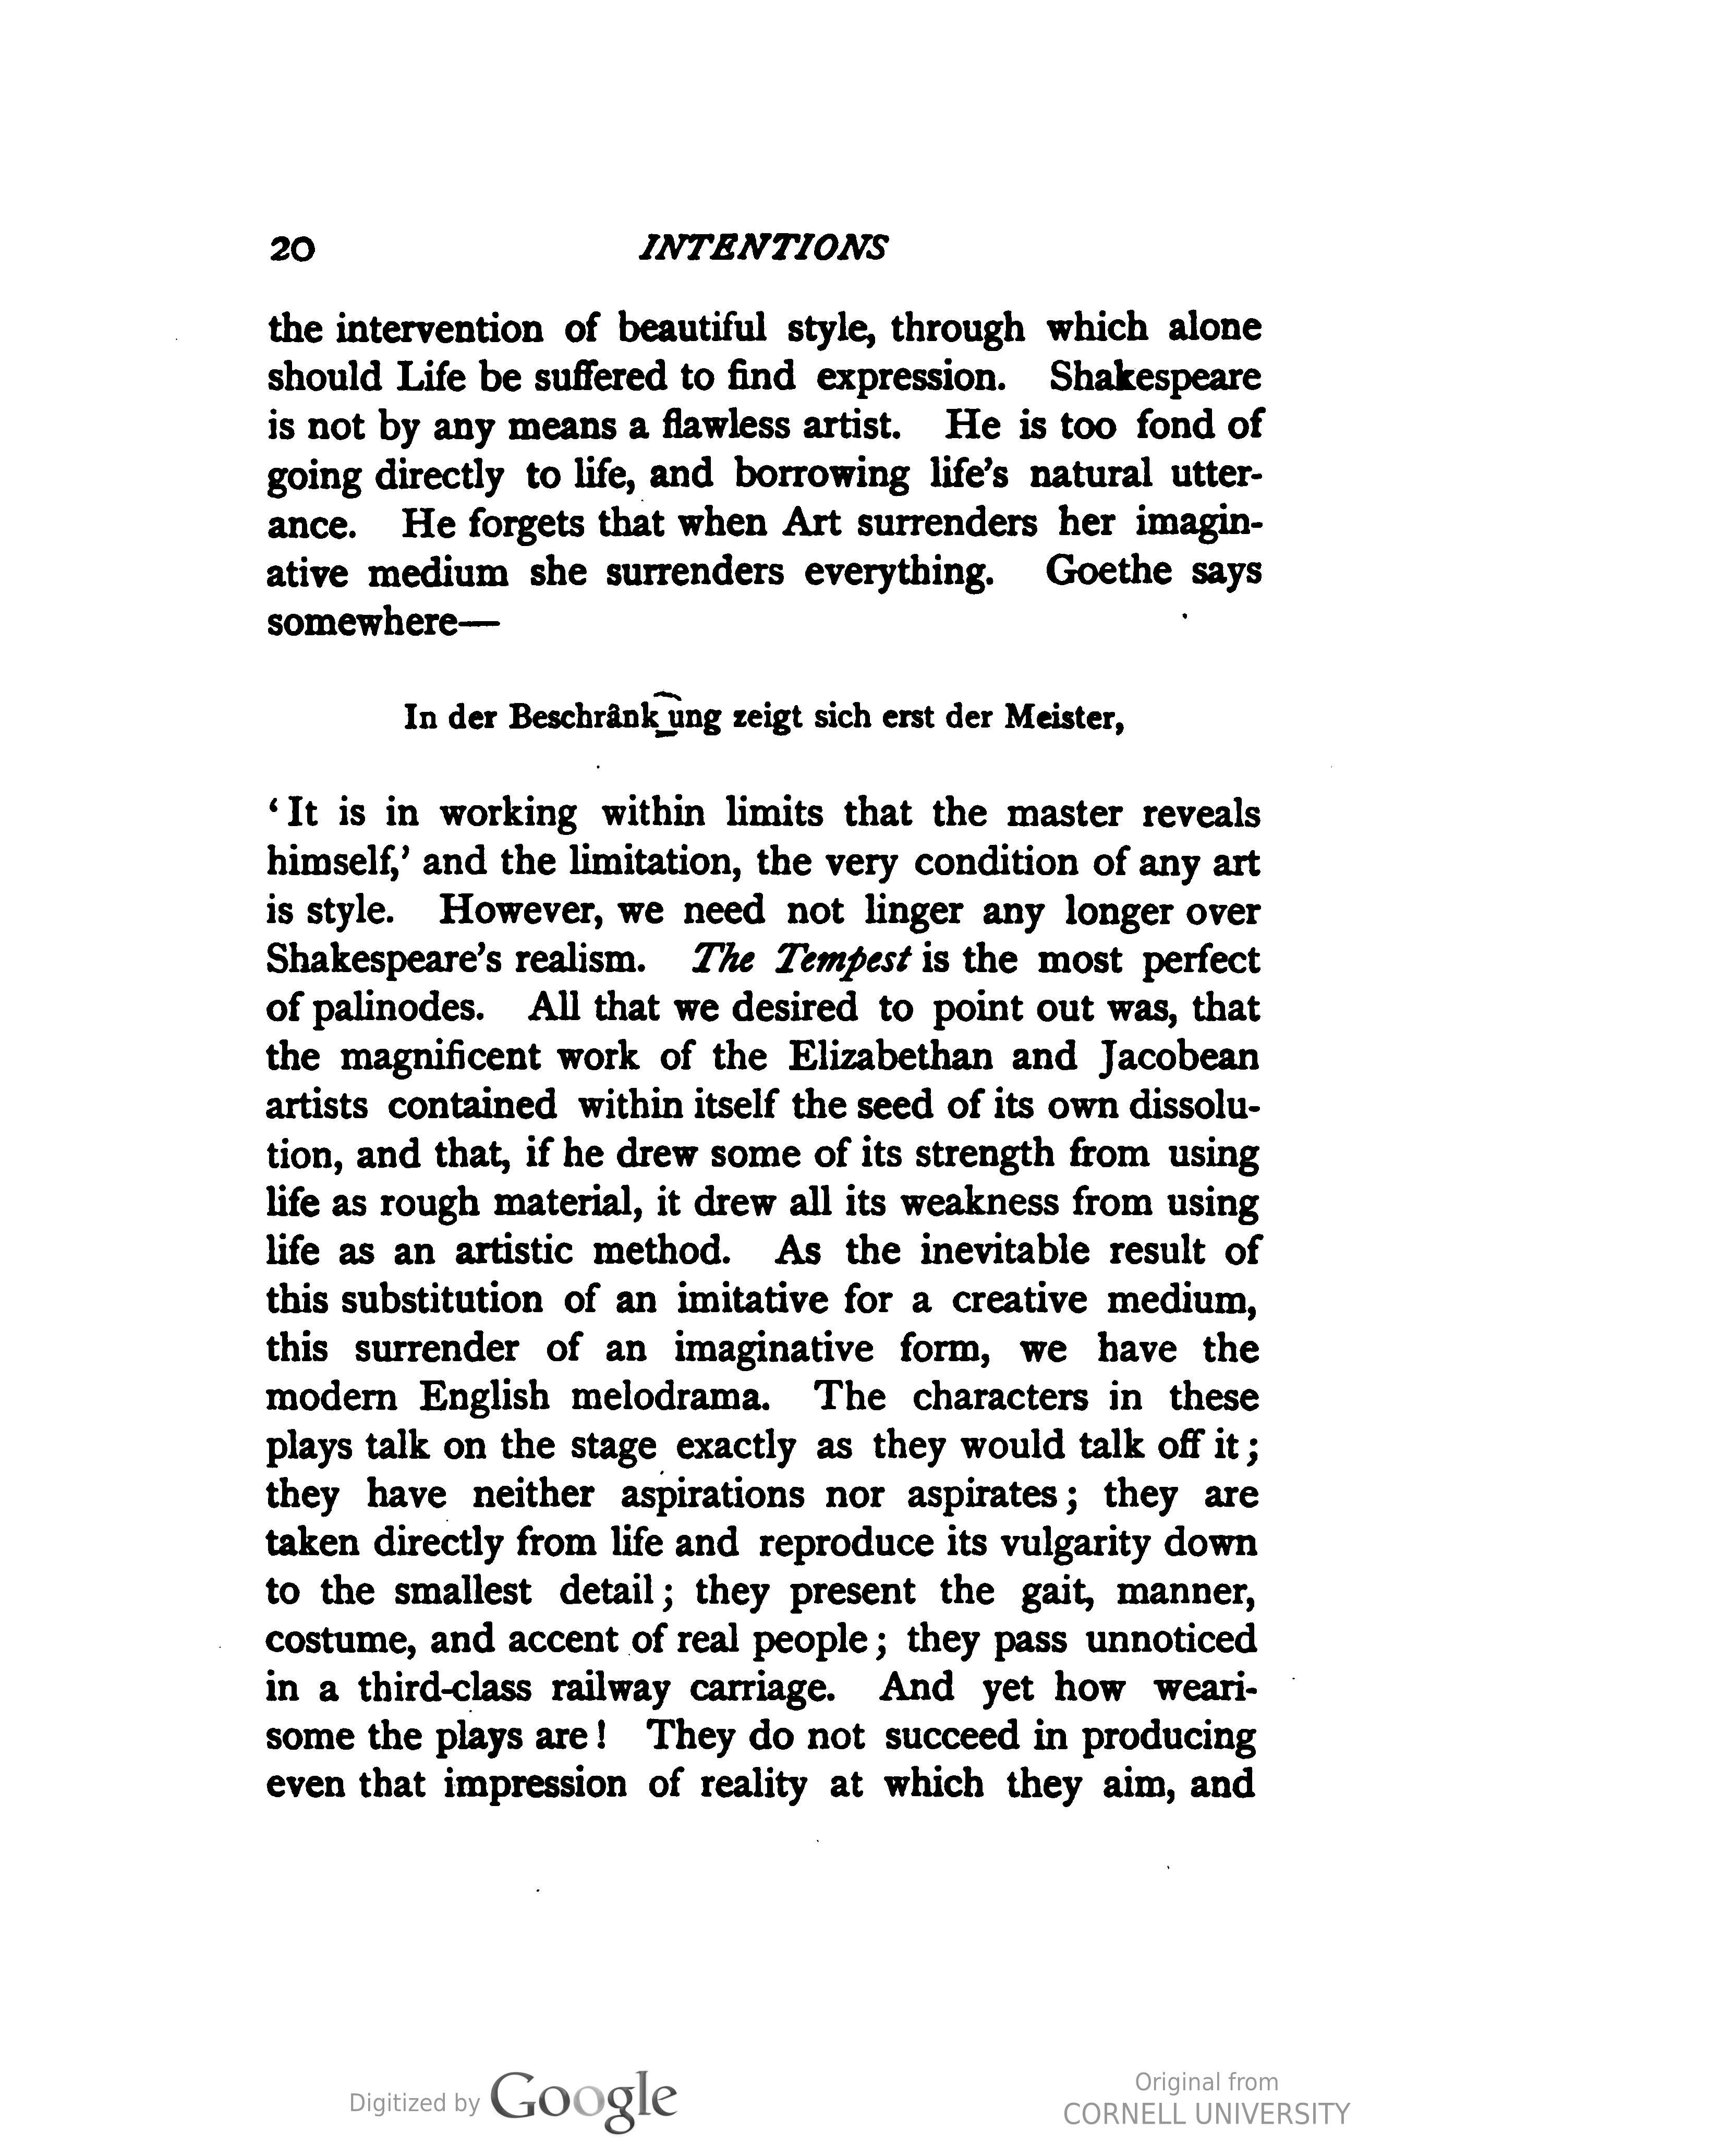 20 INTENTIONS
the intervention of beautiful style, through which alone
should Life be suffered to find expression. Shakespeare
is not by any means a flawless artist. He is too fond of
going directly to life, and borrowing life's natural utter-
ance. He forgets that when Art surrenders her imagin-
ative medium she surrenders everything. Goethe says
somewhere—
In der Beschrânk ung zeigt sich erst der Meister,
‘It is in working within limits that the master reveals
himself,’ and the limitation, the very condition of any art
is style. However, we need not linger any longer over
Shakespeare's realism. The Tempest is the most perfect
of palinodes. All that we desired to point out was, that
the magnificent work of the Elizabethan and Jacobean
artists contained within itself the seed of its own dissolu-
tion, and that, if he drew some of its strength from using
life as rough material, it drew all its weakness from using
life as an artistic method. As the inevitable result of
this substitution of an imitative for a creative medium,
this surrender of an imaginative form, we have the
modern English melodrama. The characters in these
plays talk on the stage exactly as they would talk off it;
they have neither aspirations nor aspirates; they are
taken directly from life and reproduce its vulgarity down
to the smallest detail; they present the gait, manner,
costume, and accent of real people; they pass unnoticed
in a third-class railway carriage. And yet how weari-
some the plays are! They do not succeed in producing
even that impression of reality at which they aim, and
Digitized by Google
Original from
CORNELL UNIVERSITY